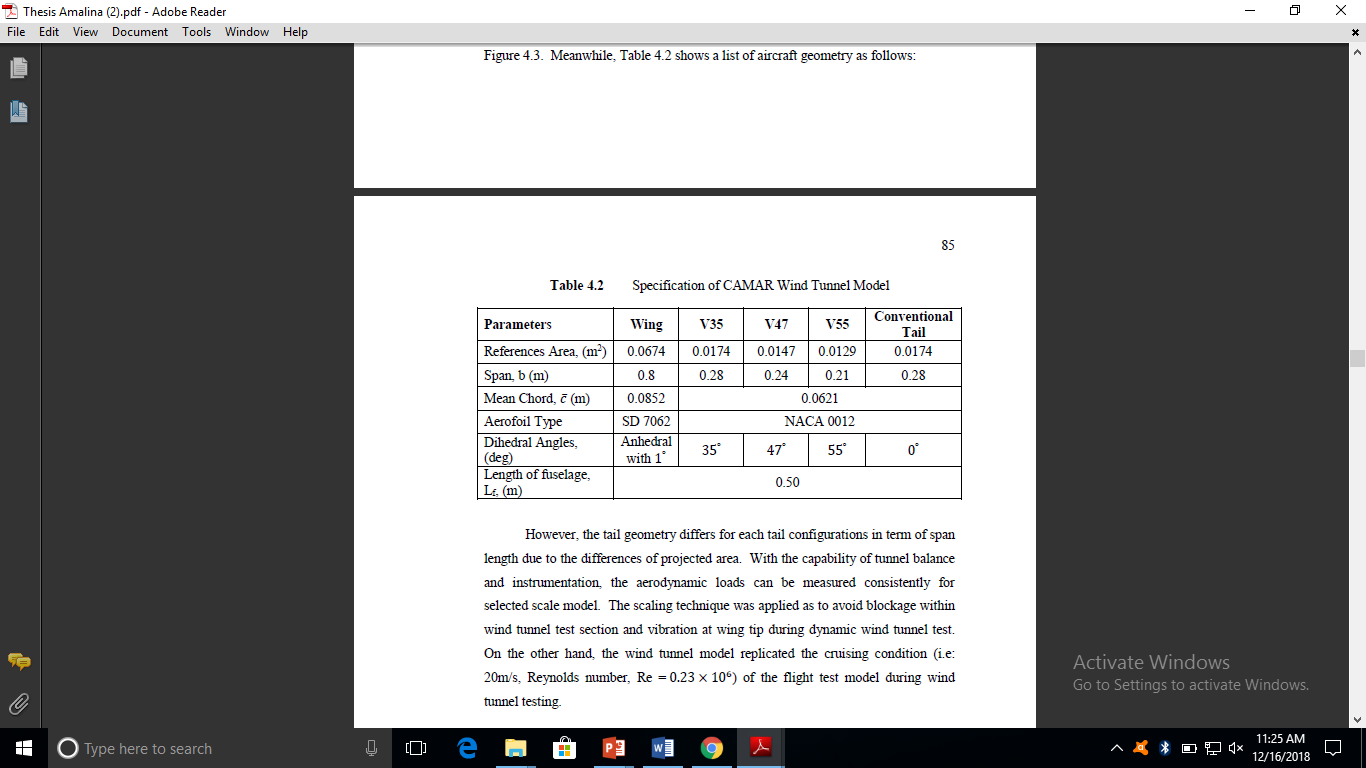 Thesis Amalina (2).pdf - Adobe Reader
File Edit View Document Tools Window Help
Figure 4.3. Meanwhile, Table 4.2 shows a list of aircraft geometry as follows:
85
Table 4.2 Specification of CAMAR Wind Tunnel Model
Parameters Wing V35 V47 V55 Conventional Tail
References Area, (m²) 0.0674 0.0174 0.0147 0.0129 0.0174
Span, b (m) 0.8 0.28 0.24 0.21 0.28
Mean Chord, c̄ (m) 0.0852 0.0621
Aerofoil Type SD 7062 NACA 0012
Dihedral Angles, (deg) Anhedral with 1° 35° 47° 55° 0°
Length of fuselage, Lf, (m) 0.50
However, the tail geometry differs for each tail configurations in term of span
length due to the differences of projected area. With the capability of tunnel balance
and instrumentation, the aerodynamic loads can be measured consistently for
selected scale model. The scaling technique was applied as to avoid blockage within
wind tunnel test section and vibration at wing tip during dynamic wind tunnel test.
On the other hand, the wind tunnel model replicated the cruising condition (i.e:
20m/s, Reynolds number, Re = 0.23 × 10⁶) of the flight test model during wind
tunnel testing.
Activate Windows
Go to Settings to activate Windows.
Type here to search
11:25 AM
12/16/2018